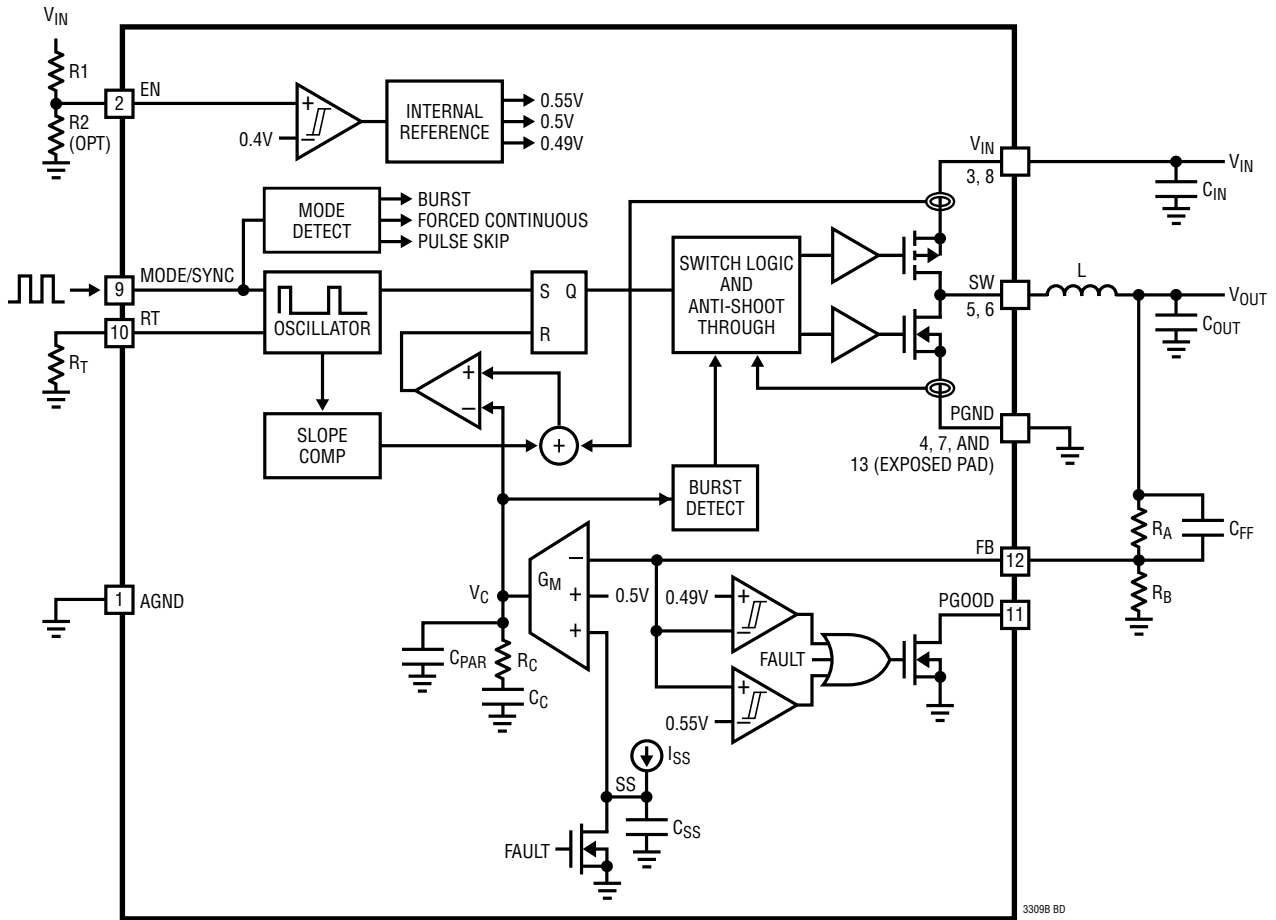 VIN
R1
R2
(OPT)
2
EN
+
−
0.4V
INTERNAL
REFERENCE
0.55V
0.5V
0.49V
MODE
DETECT
BURST
FORCED CONTINUOUS
PULSE SKIP
VIN
3, 8
VIN
CIN
9
MODE/SYNC
10
RT
RT
OSCILLATOR
S Q
R
SWITCH LOGIC
AND
ANTI-SHOOT
THROUGH
SW
5, 6
L
VOUT
COUT
+
−
SLOPE
COMP
+
PGND
4, 7, AND
13 (EXPOSED PAD)
BURST
DETECT
RA
CFF
FB
12
RB
1
AGND
VC
GM
−
+
+
0.5V
0.49V
+
−
FAULT
+
−
0.55V
PGOOD
11
CPAR
RC
CC
ISS
SS
CSS
FAULT
3309B BD